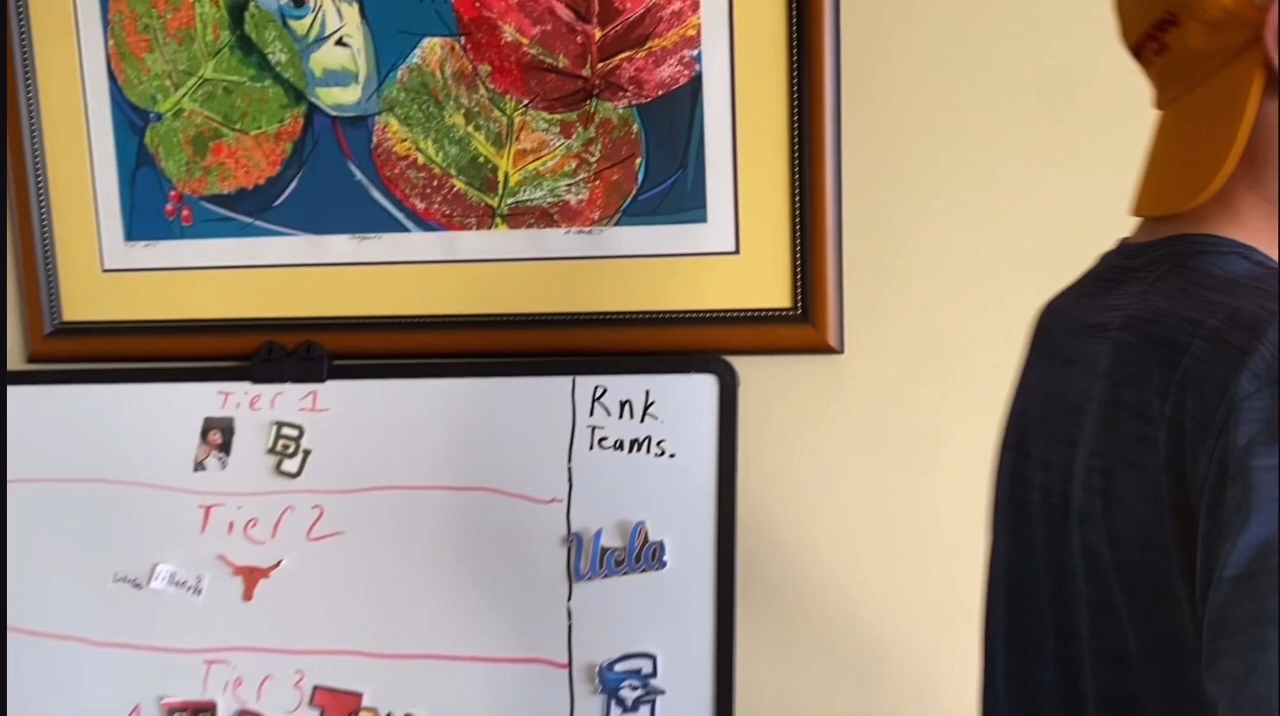 Tier 1
Rnk.
Teams.
BU
Tier 2
Ucla
Tier 3